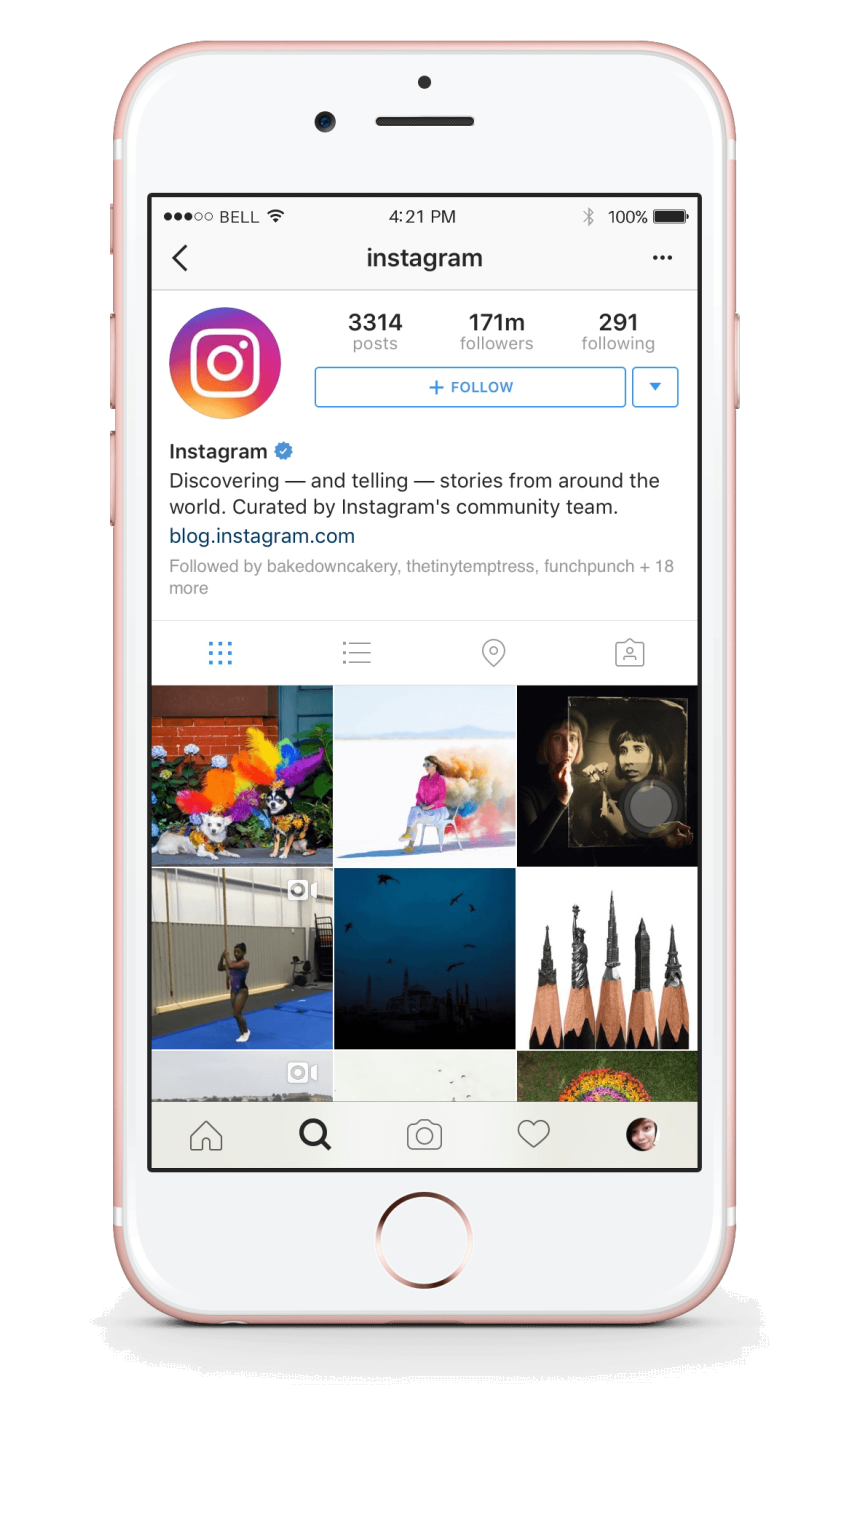 BELL 4:21 PM 100%
instagram
3314 171m 291
posts followers following
+ FOLLOW
Instagram
Discovering — and telling — stories from around the
world. Curated by Instagram's community team.
blog.instagram.com
Followed by bakedowncakery, thetinytemptress, funchpunch + 18
more